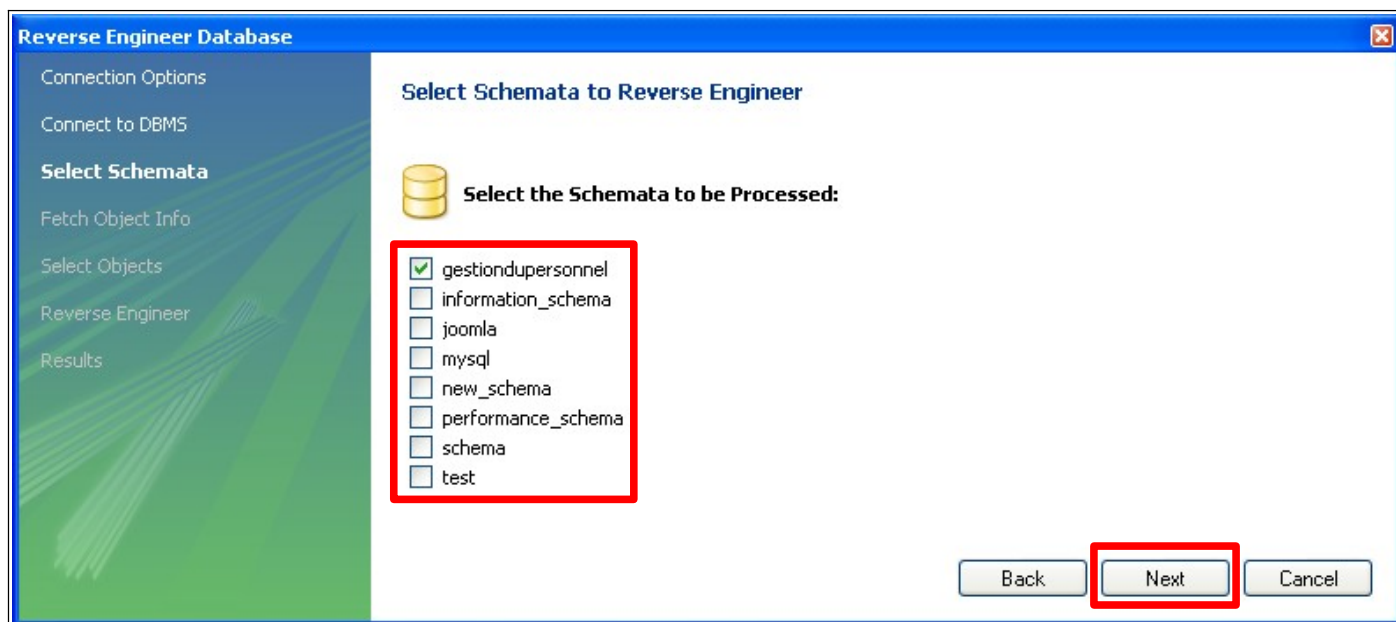 Reverse Engineer Database
Connection Options
Connect to DBMS
Select Schemata
Fetch Object Info
Select Objects
Reverse Engineer
Results
Select Schemata to Reverse Engineer
Select the Schemata to be Processed:
gestiondupersonnel
information_schema
joomla
mysql
new_schema
performance_schema
schema
test
Back Next Cancel